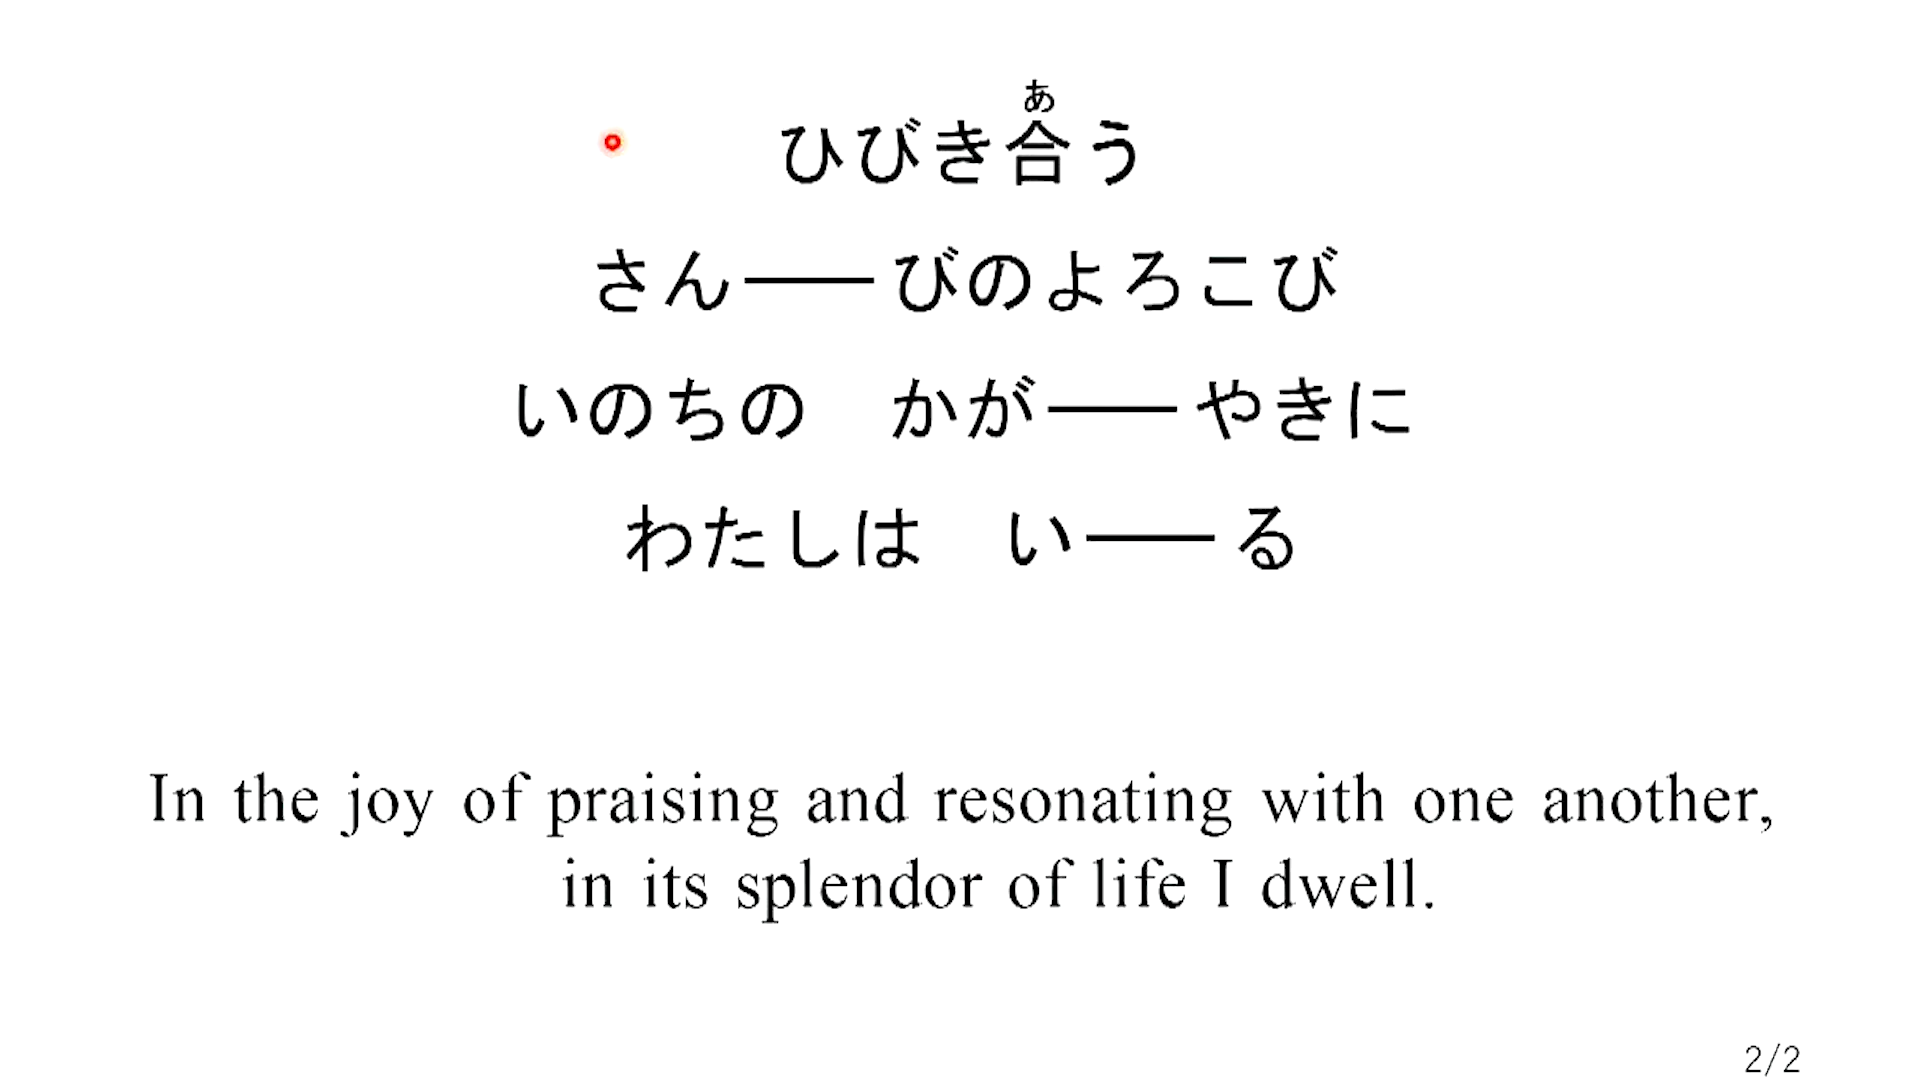 あ
ひびき合う
さん――びのよろこび
いのちの　かが――やきに
わたしは　い――る
In the joy of praising and resonating with one another,
in its splendor of life I dwell.
2/2